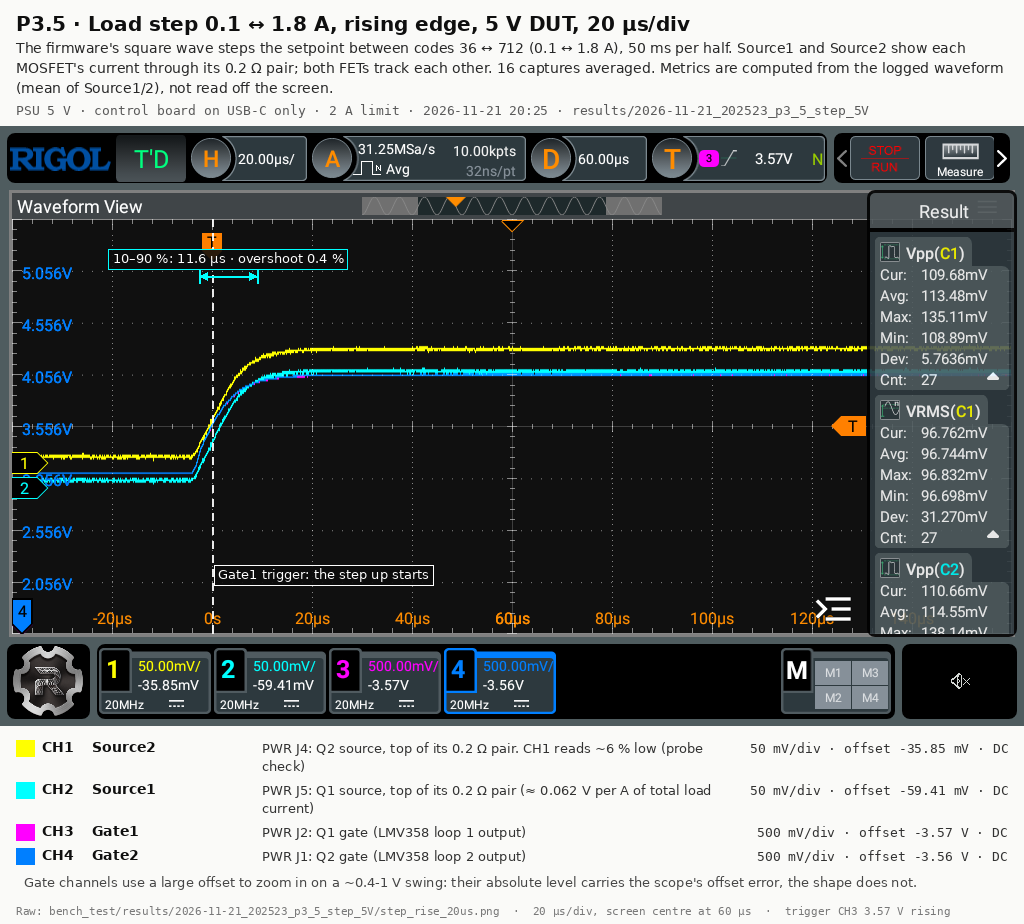 P3.5 · Load step 0.1 ↔ 1.8 A, rising edge, 5 V DUT, 20 µs/div
The firmware's square wave steps the setpoint between codes 36 ↔ 712 (0.1 ↔ 1.8 A), 50 ms per half. Source1 and Source2 show each
MOSFET's current through its 0.2 Ω pair; both FETs track each other. 16 captures averaged. Metrics are computed from the logged waveform
(mean of Source1/2), not read off the screen.
PSU 5 V · control board on USB-C only · 2 A limit · 2026-11-21 20:25 · results/2026-11-21_202523_p3_5_step_5V
RIGOL T'D H 20.00µs/ A 31.25MSa/s 10.00kpts D 60.00µs T 3 3.57V N STOP
N Avg 32ns/pt RUN Measure
Waveform View
Result
T
10–90 %: 11.6 µs · overshoot 0.4 %
5.056V
4.556V
4.056V
3.556V
T
1
2
2.556V
2.056V
Gate1 trigger: the step up starts
4
-20µs 0s 20µs 40µs 60µs 80µs 100µs 120µs
Vpp(C1)
Cur: 109.68mV
Avg: 113.48mV
Max: 135.11mV
Min: 108.89mV
Dev: 5.7636mV
Cnt: 27
VRMS(C1)
Cur: 96.762mV
Avg: 96.744mV
Max: 96.832mV
Min: 96.698mV
Dev: 31.270mV
Cnt: 27
Vpp(C2)
Cur: 110.66mV
Avg: 114.55mV
Max: 138.14mV
R
1 50.00mV/
-35.85mV
20MHz
2 50.00mV/
-59.41mV
20MHz
3 500.00mV/
-3.57V
20MHz
4 500.00mV/
-3.56V
20MHz
M M1 M3
M2 M4
CH1 Source2 PWR J4: Q2 source, top of its 0.2 Ω pair. CH1 reads ~6 % low (probe 50 mV/div · offset -35.85 mV · DC
check)
CH2 Source1 PWR J5: Q1 source, top of its 0.2 Ω pair (≈ 0.062 V per A of total load 50 mV/div · offset -59.41 mV · DC
current)
CH3 Gate1 PWR J2: Q1 gate (LMV358 loop 1 output) 500 mV/div · offset -3.57 V · DC
CH4 Gate2 PWR J1: Q2 gate (LMV358 loop 2 output) 500 mV/div · offset -3.56 V · DC
Gate channels use a large offset to zoom in on a ~0.4-1 V swing: their absolute level carries the scope's offset error, the shape does not.
Raw: bench_test/results/2026-11-21_202523_p3_5_step_5V/step_rise_20us.png · 20 µs/div, screen centre at 60 µs · trigger CH3 3.57 V rising